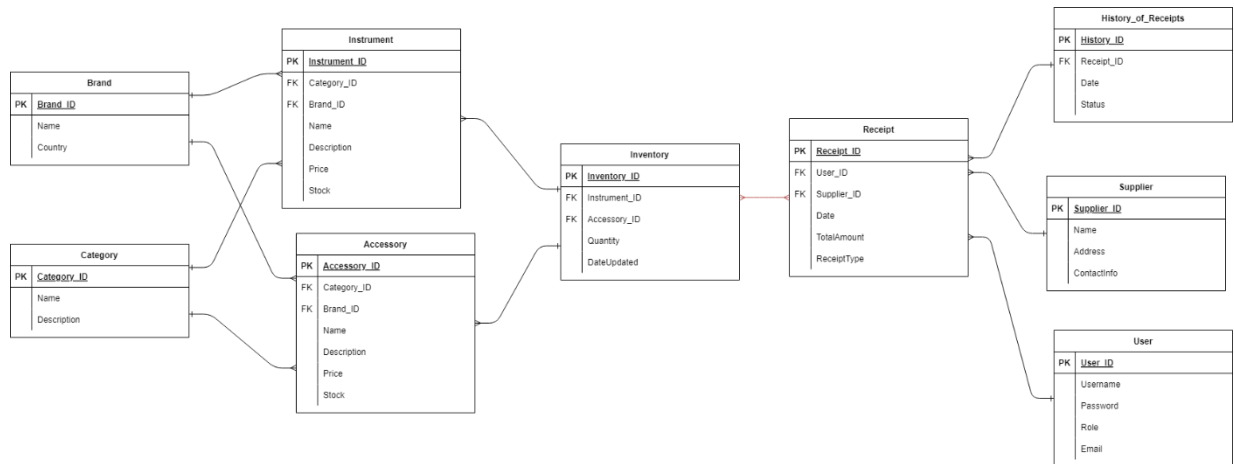 Brand
PK Brand_ID
Name
Country
Category
PK Category_ID
Name
Description
Instrument
PK Instrument_ID
FK Category_ID
FK Brand_ID
Name
Description
Price
Stock
Accessory
PK Accessory_ID
FK Category_ID
FK Brand_ID
Name
Description
Price
Stock
Inventory
PK Inventory_ID
FK Instrument_ID
FK Accessory_ID
Quantity
DateUpdated
Receipt
PK Receipt_ID
FK User_ID
FK Supplier_ID
Date
TotalAmount
ReceiptType
History_of_Receipts
PK History_ID
FK Receipt_ID
Date
Status
Supplier
PK Supplier_ID
Name
Address
ContactInfo
User
PK User_ID
Username
Password
Role
Email